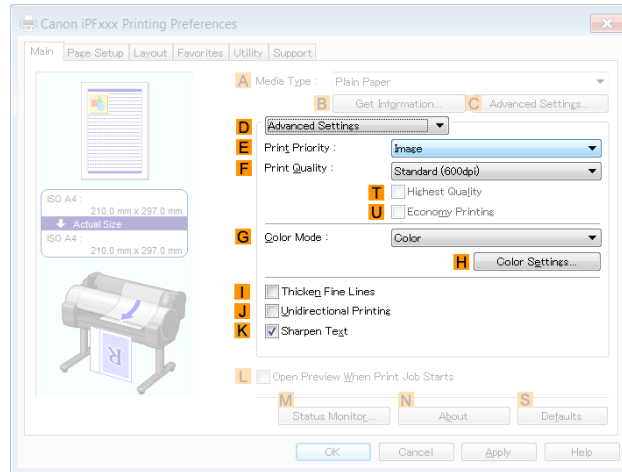 Canon iPFxxx Printing Preferences
Main Page Setup Layout Favorites Utility Support
A Media Type : Plain Paper
B Get Information... C Advanced Settings...
D Advanced Settings
E Print Priority : Image
F Print Quality : Standard (600dpi)
T Highest Quality
U Economy Printing
ISO A4 :
210.0 mm x 297.0 mm
Actual Size
ISO A4 :
210.0 mm x 297.0 mm
G Color Mode : Color
H Color Settings...
I Thicken Fine Lines
J Unidirectional Printing
K Sharpen Text
R
L Open Preview When Print Job Starts
M N S
Status Monitor... About Defaults
OK Cancel Apply Help